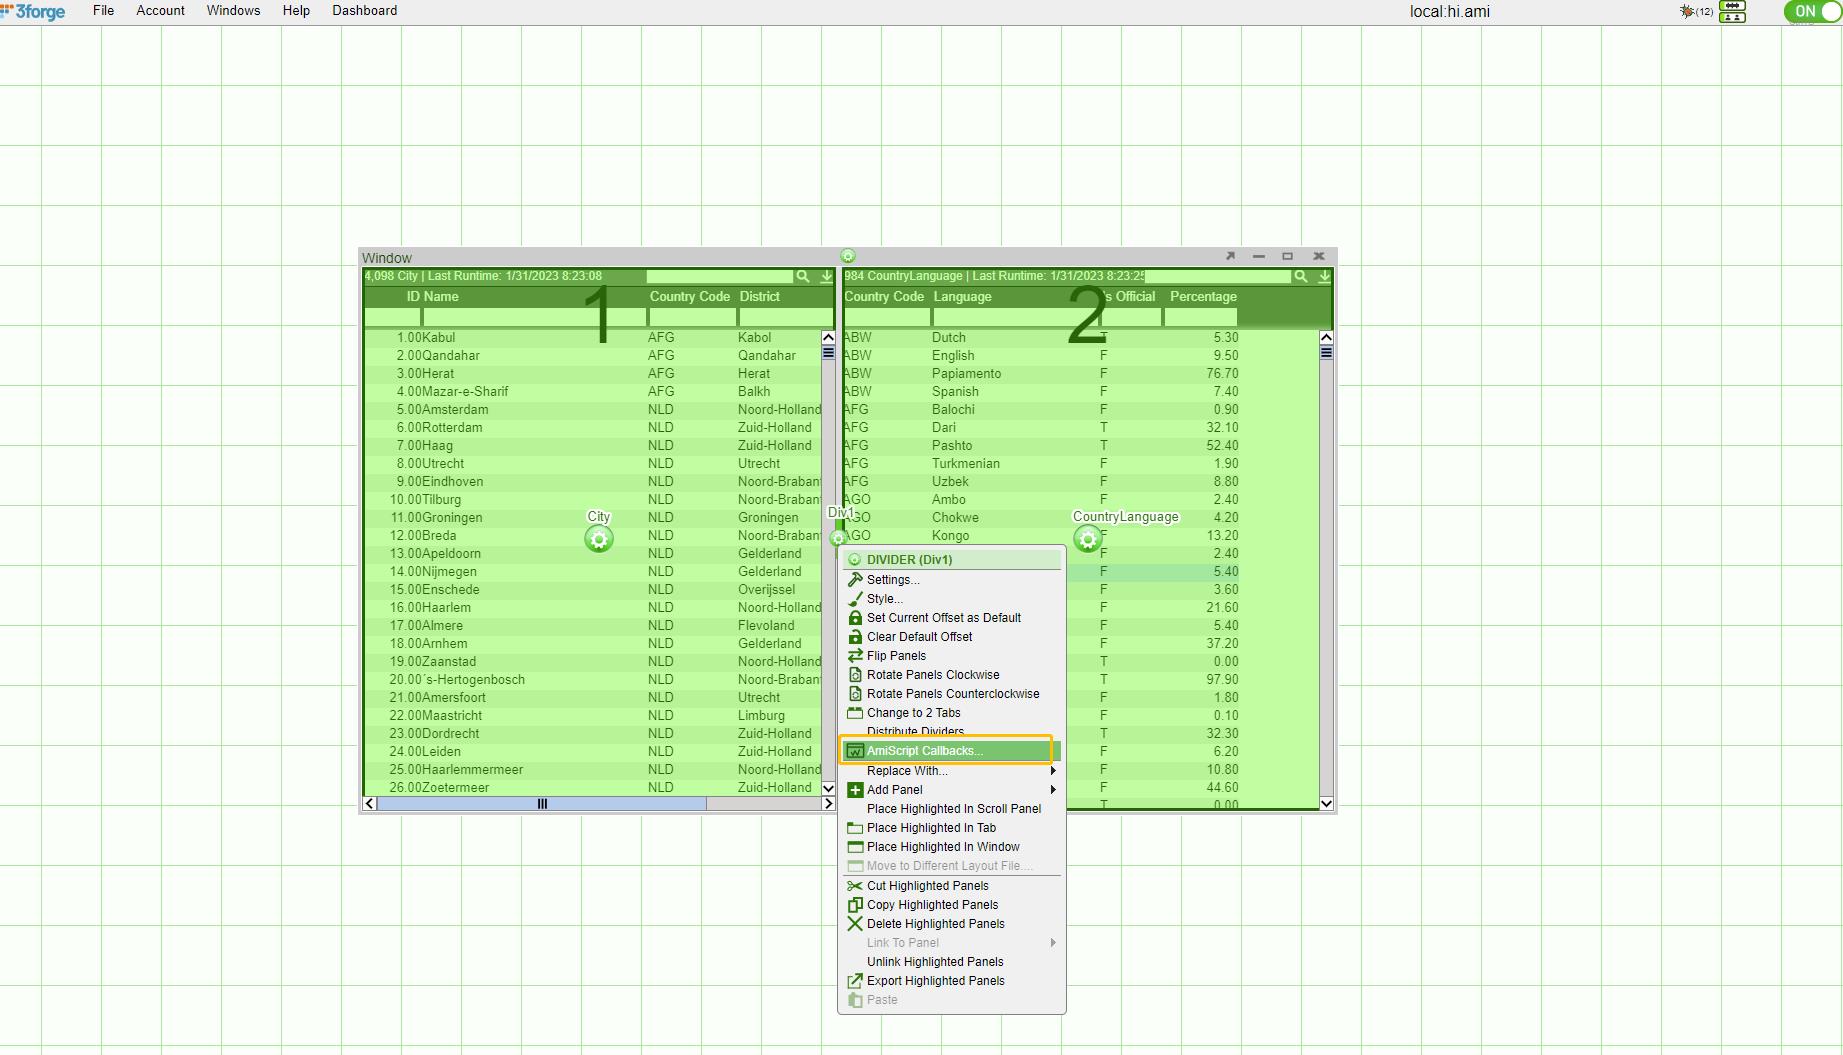 3forge File Account Windows Help Dashboard local:hi.ami (12) ON
Window
4,098 City | Last Runtime: 1/31/2023 8:23:08
ID Name Country Code District
1
1.00 Kabul AFG Kabol
2.00 Qandahar AFG Qandahar
3.00 Herat AFG Herat
4.00 Mazar-e-Sharif AFG Balkh
5.00 Amsterdam NLD Noord-Holland
6.00 Rotterdam NLD Zuid-Holland
7.00 Haag NLD Zuid-Holland
8.00 Utrecht NLD Utrecht
9.00 Eindhoven NLD Noord-Braban
10.00 Tilburg NLD Noord-Braban
11.00 Groningen NLD Groningen
12.00 Breda NLD Noord-Braban
13.00 Apeldoorn NLD Gelderland
14.00 Nijmegen NLD Gelderland
15.00 Enschede NLD Overijssel
16.00 Haarlem NLD Noord-Holland
17.00 Almere NLD Flevoland
18.00 Arnhem NLD Gelderland
19.00 Zaanstad NLD Noord-Holland
20.00 ´s-Hertogenbosch NLD Noord-Braban
21.00 Amersfoort NLD Utrecht
22.00 Maastricht NLD Limburg
23.00 Dordrecht NLD Zuid-Holland
24.00 Leiden NLD Zuid-Holland
25.00 Haarlemmermeer NLD Noord-Holland
26.00 Zoetermeer NLD Zuid-Holland
City
Div1
984 CountryLanguage | Last Runtime: 1/31/2023 8:23:25
Country Code Language s Official Percentage
2
ABW Dutch T 5.30
ABW English F 9.50
ABW Papiamento F 76.70
ABW Spanish F 7.40
AFG Balochi F 0.90
AFG Dari T 32.10
AFG Pashto T 52.40
AFG Turkmenian F 1.90
AFG Uzbek F 8.80
AGO Ambo F 2.40
AGO Chokwe F 4.20
AGO Kongo F 13.20
F 2.40
F 5.40
F 3.60
F 21.60
F 5.40
F 37.20
T 0.00
T 97.90
F 1.80
F 0.10
T 32.30
F 6.20
F 10.80
F 44.60
T 0.00
CountryLanguage
DIVIDER (Div1)
Settings...
Style...
Set Current Offset as Default
Clear Default Offset
Flip Panels
Rotate Panels Clockwise
Rotate Panels Counterclockwise
Change to 2 Tabs
Distribute Dividers
AmiScript Callbacks...
Replace With...
Add Panel
Place Highlighted In Scroll Panel
Place Highlighted In Tab
Place Highlighted In Window
Move to Different Layout File....
Cut Highlighted Panels
Copy Highlighted Panels
Delete Highlighted Panels
Link To Panel
Unlink Highlighted Panels
Export Highlighted Panels
Paste